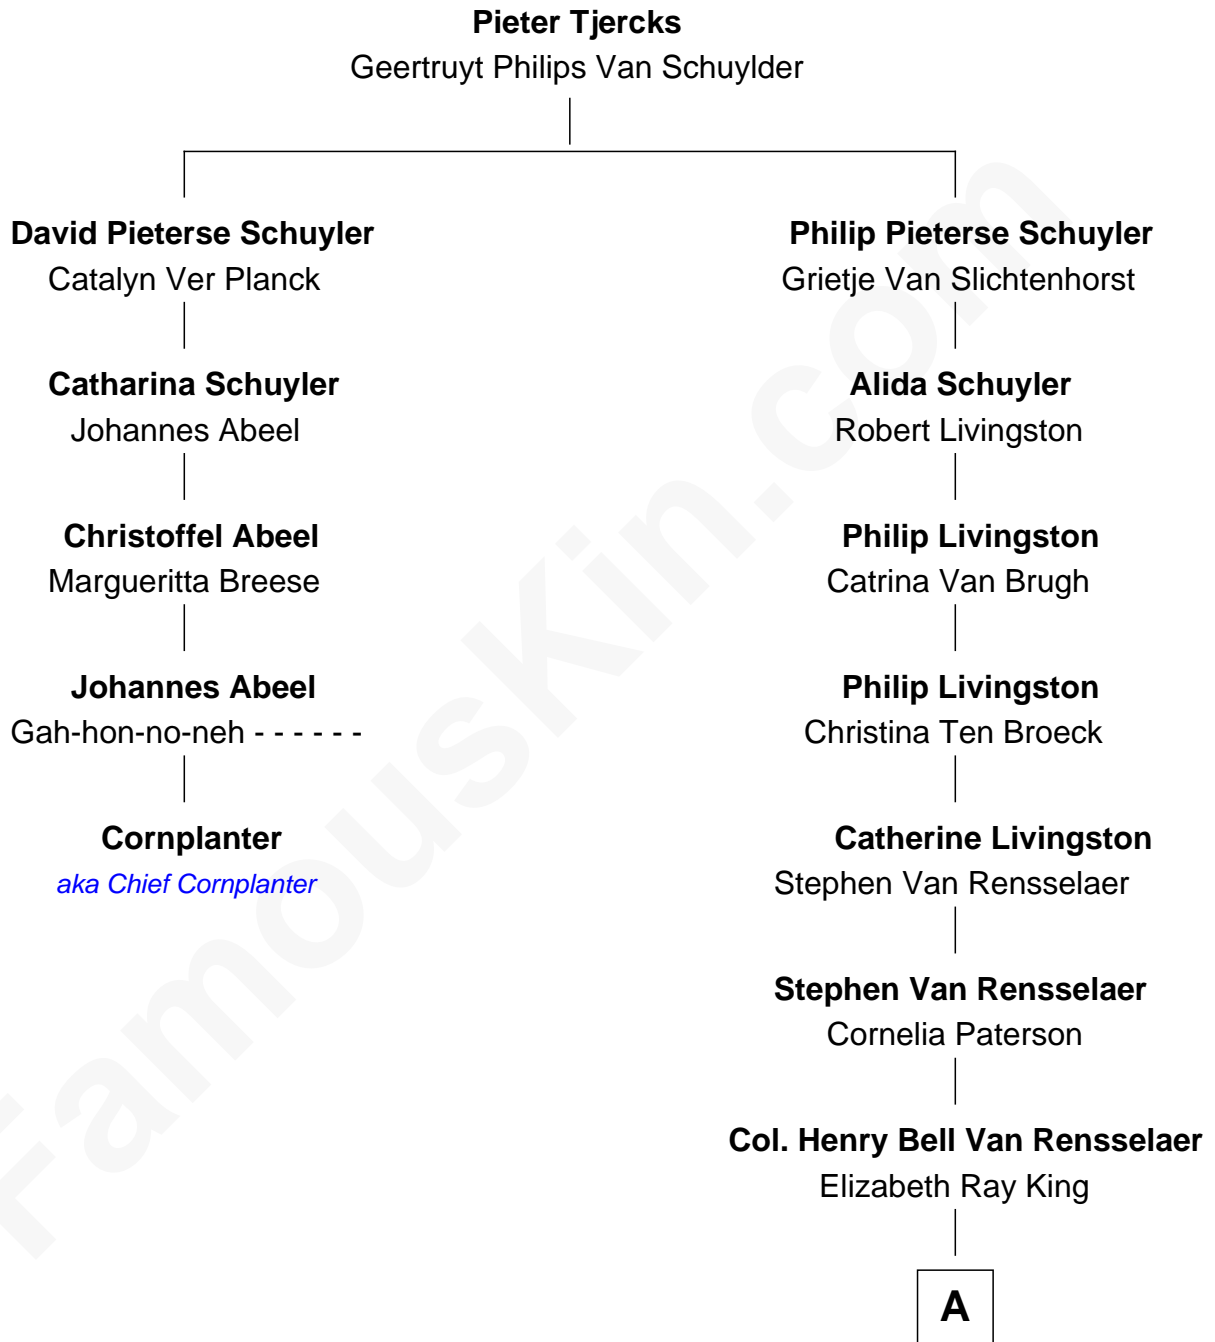 Pieter Tjercks
Geertruyt Philips Van Schuylder
David Pieterse Schuyler
Catalyn Ver Planck
Catharina Schuyler
Johannes Abeel
Christoffel Abeel
Margueritta Breese
Johannes Abeel
Gah-hon-no-neh - - - - - -
Cornplanter
aka Chief Cornplanter
Philip Pieterse Schuyler
Grietje Van Slichtenhorst
Alida Schuyler
Robert Livingston
Philip Livingston
Catrina Van Brugh
Philip Livingston
Christina Ten Broeck
Catherine Livingston
Stephen Van Rensselaer
Stephen Van Rensselaer
Cornelia Paterson
Col. Henry Bell Van Rensselaer
Elizabeth Ray King
A
FamousKin.com